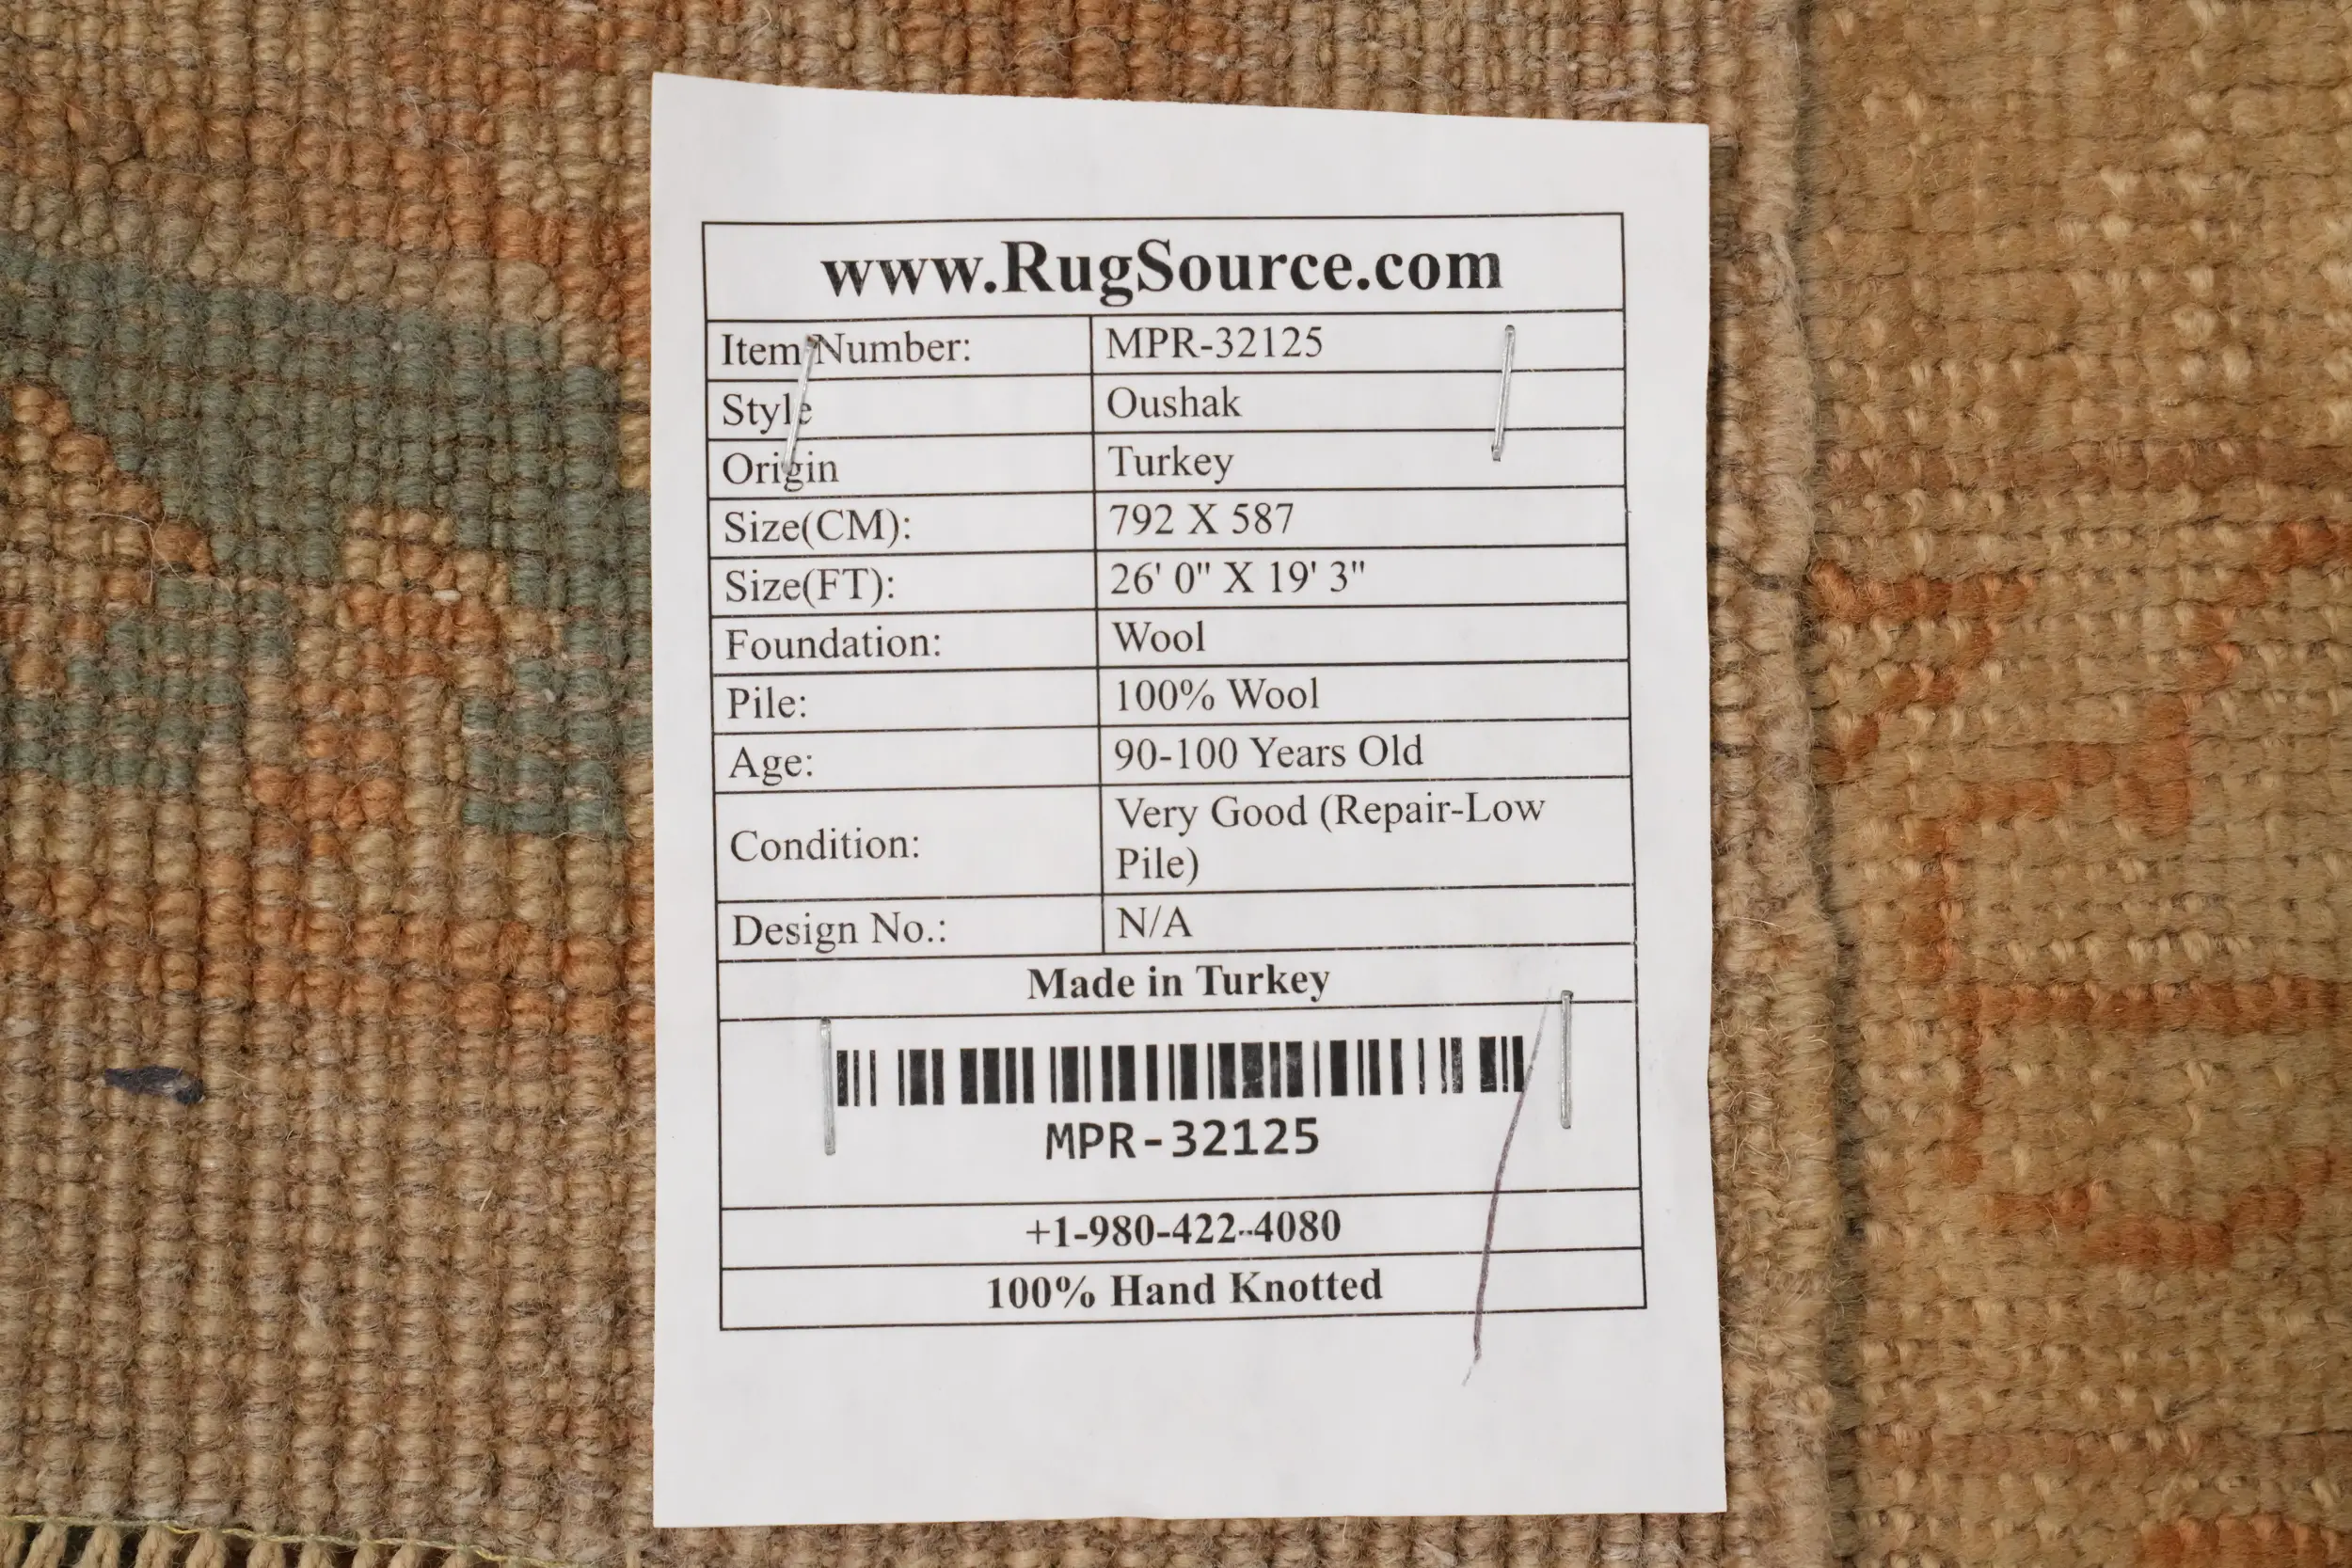 www.RugSource.com
Item Number: MPR-32125
Style Oushak
Origin Turkey
Size(CM): 792 X 587
Size(FT): 26' 0" X 19' 3"
Foundation: Wool
Pile: 100% Wool
Age: 90-100 Years Old
Condition: Very Good (Repair-Low
Pile)
Design No.: N/A
Made in Turkey
MPR-32125
+1-980-422-4080
100% Hand Knotted